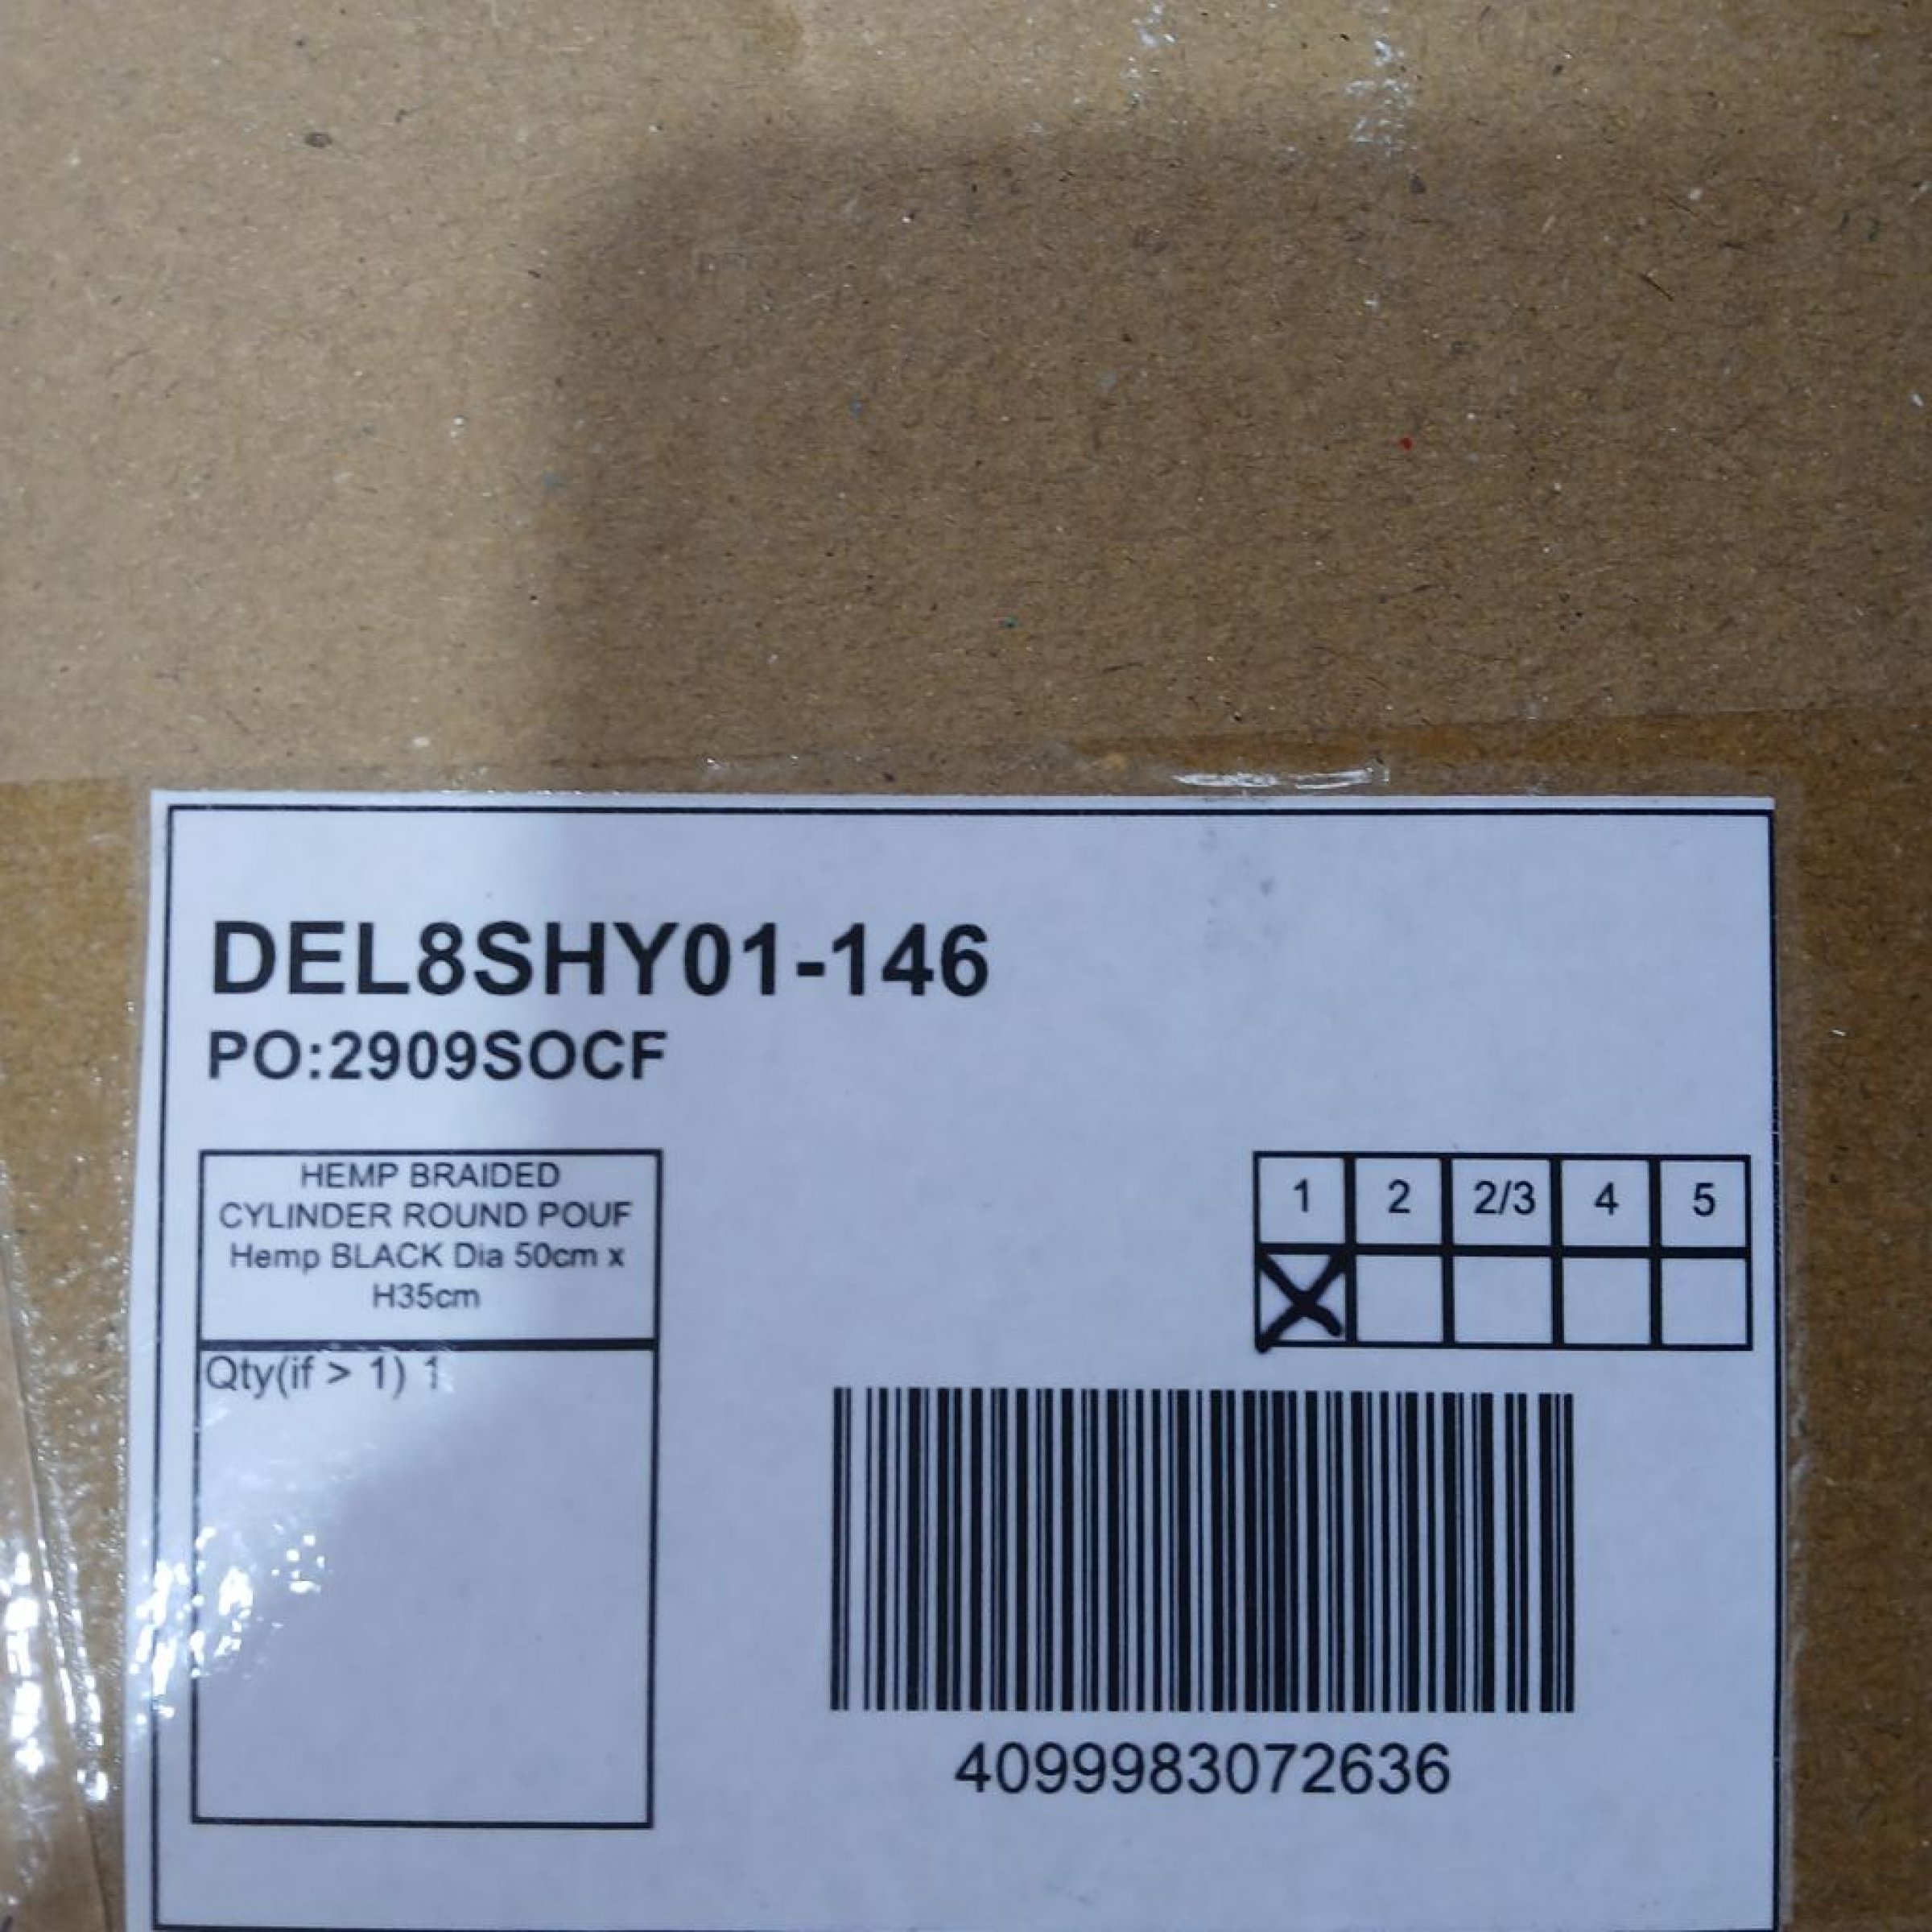 DEL8SHY01-146
PO:2909SOCF
HEMP BRAIDED
CYLINDER ROUND POUF
Hemp BLACK Dia 50cm x
H35cm
Qty(if > 1) 1
1 2 2/3 4 5
X
4099983072636